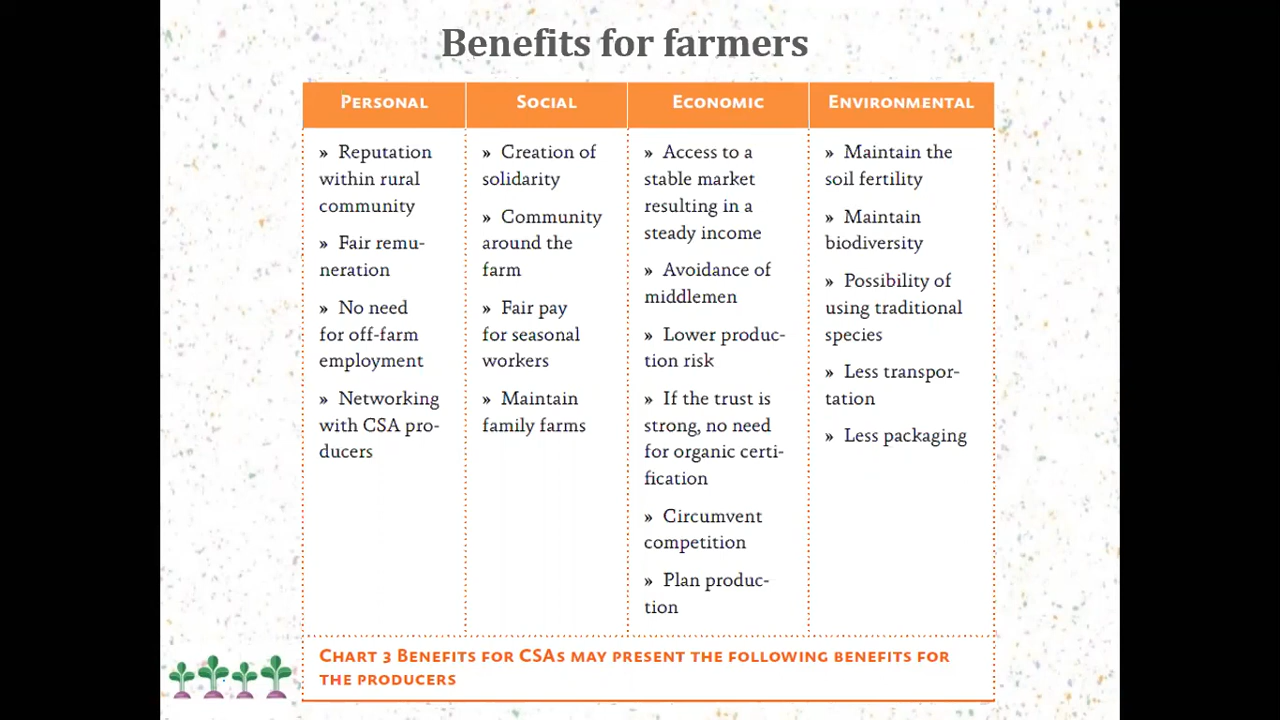 Benefits for farmers
Personal
» Reputation
within rural
community
» Fair remu-
neration
» No need
for off-farm
employment
» Networking
with CSA pro-
ducers
Social
» Creation of
solidarity
» Community
around the
farm
» Fair pay
for seasonal
workers
» Maintain
family farms
Economic
» Access to a
stable market
resulting in a
steady income
» Avoidance of
middlemen
» Lower produc-
tion risk
» If the trust is
strong, no need
for organic certi-
fication
» Circumvent
competition
» Plan produc-
tion
Environmental
» Maintain the
soil fertility
» Maintain
biodiversity
» Possibility of
using traditional
species
» Less transpor-
tation
» Less packaging
Chart 3 Benefits for CSAs may present the following benefits for
the producers